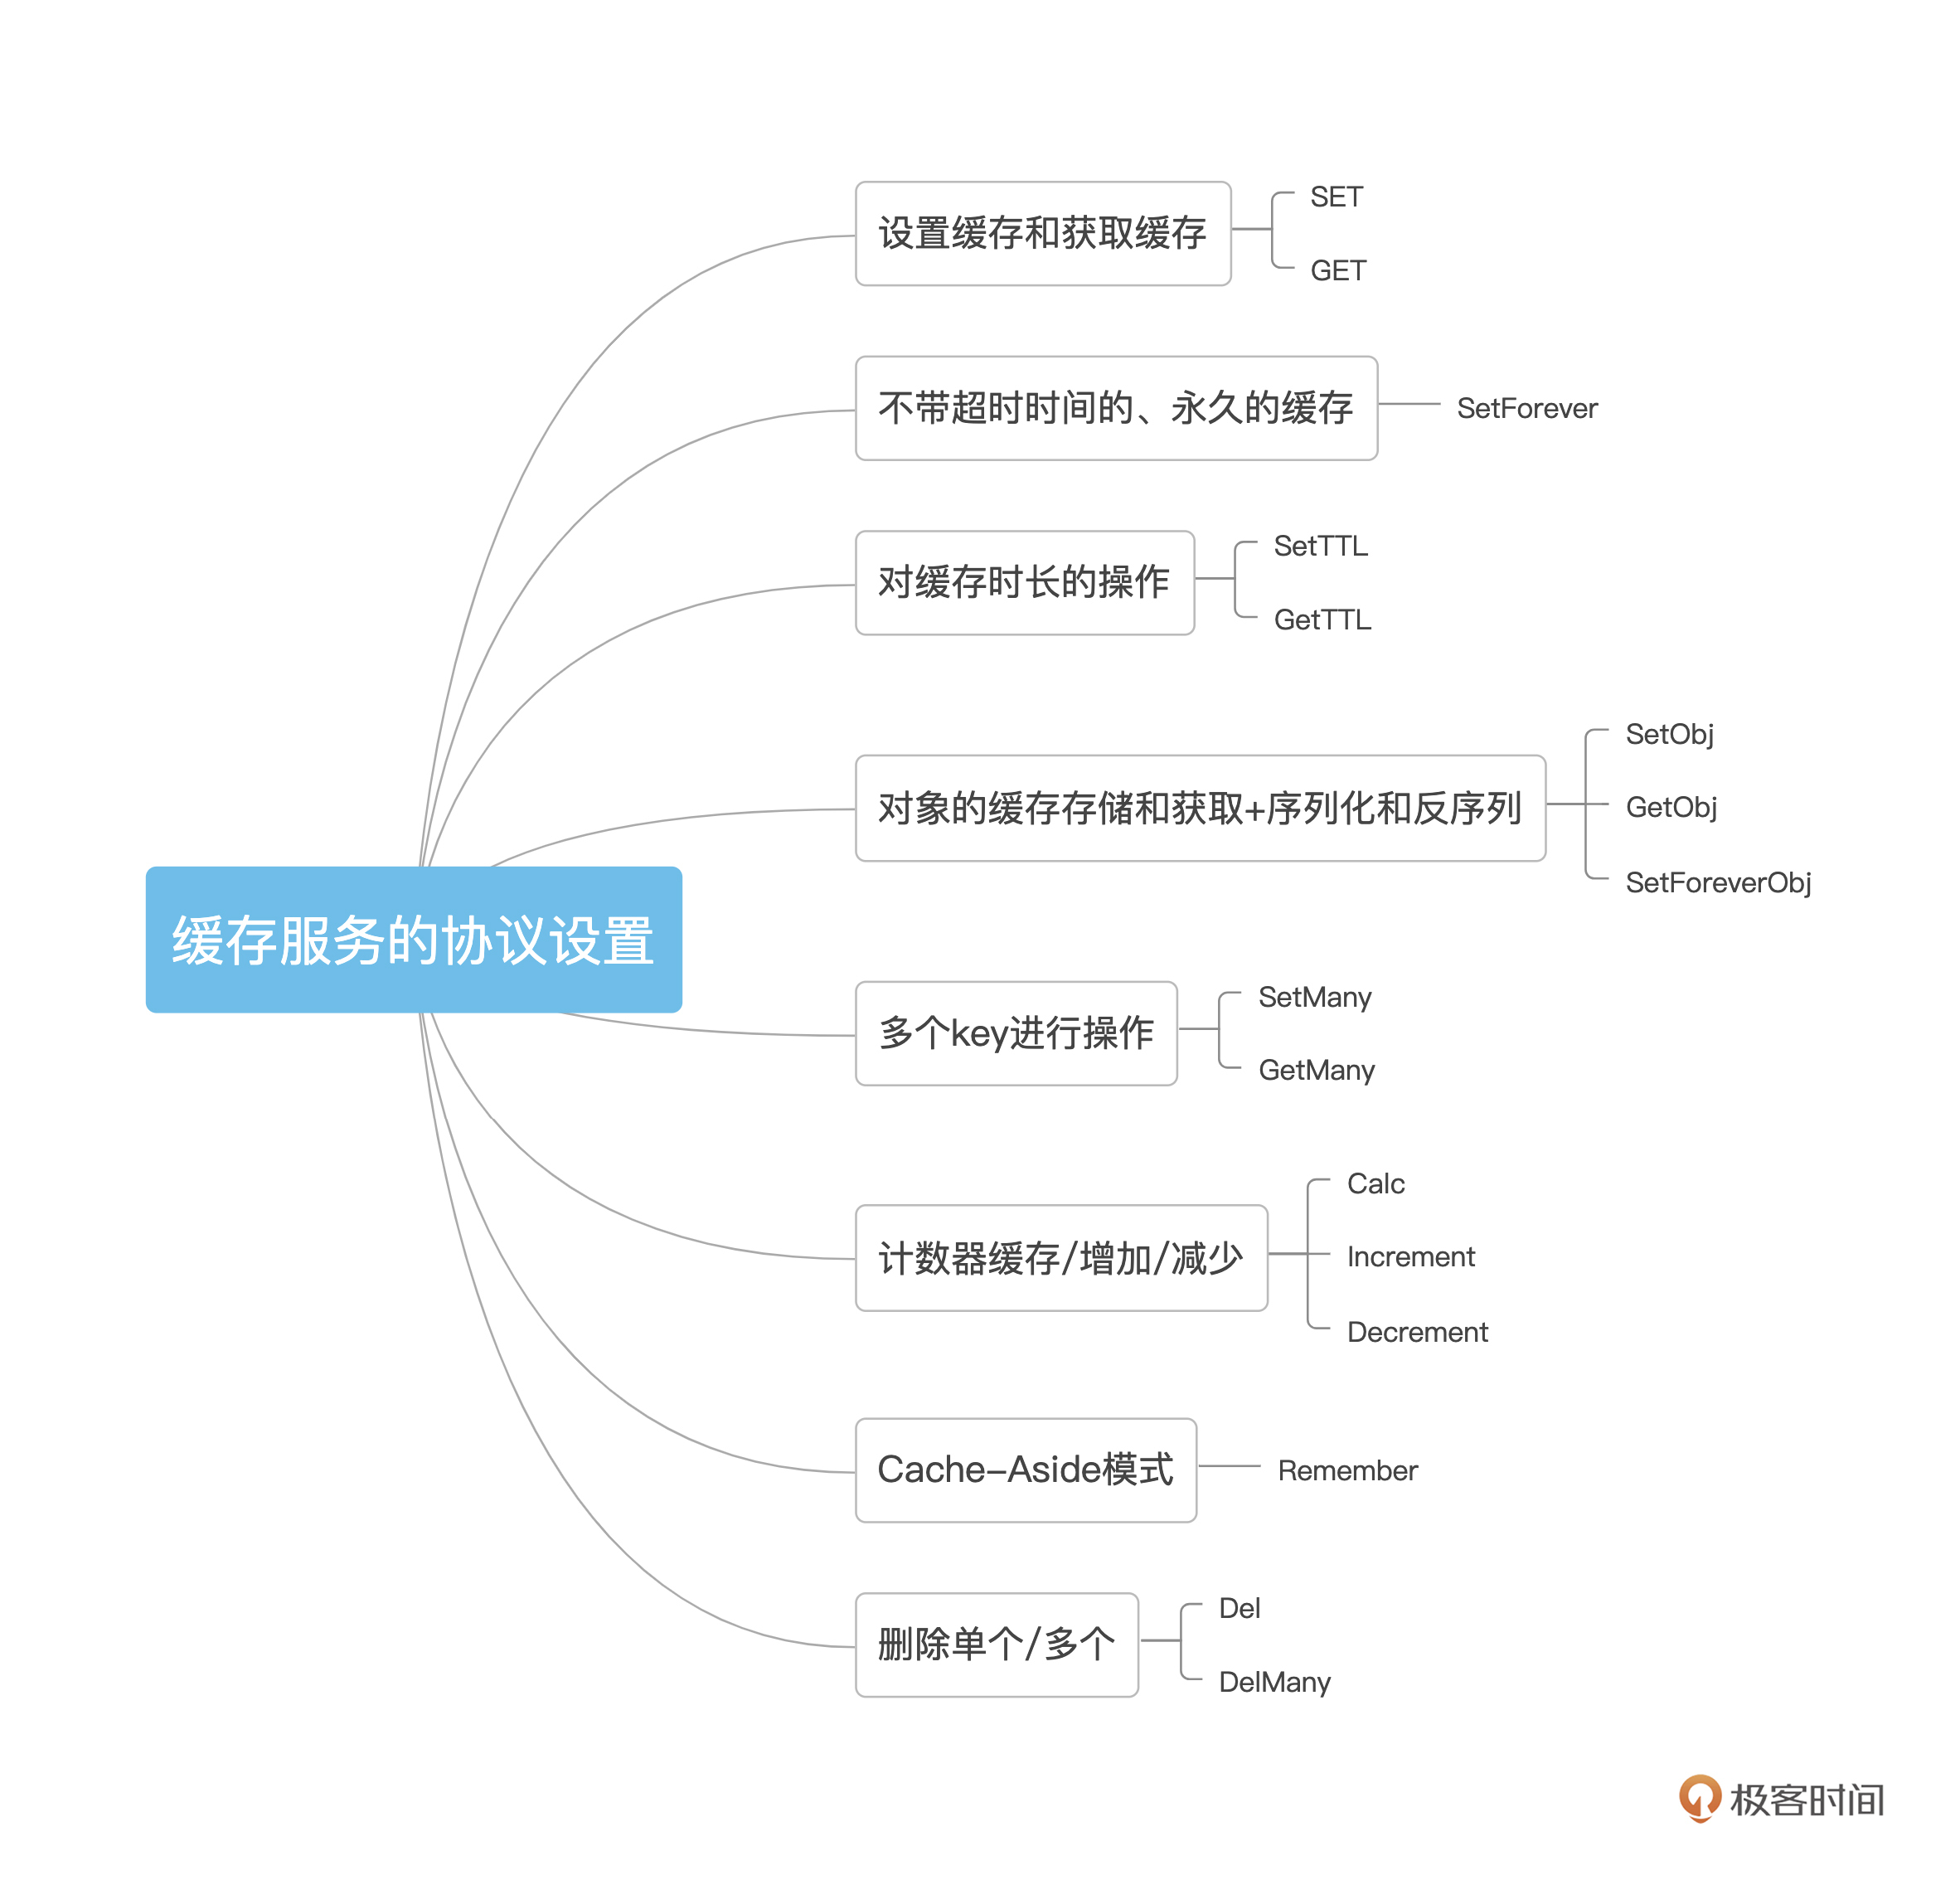 设置缓存和获取缓存
SET
GET
不带超时时间的、永久的缓存
SetForever
对缓存时长的操作
SetTTL
GetTTL
对象的缓存存储和获取+序列化和反序列
SetObj
GetObj
SetForeverObj
缓存服务的协议设置
多个key进行操作
SetMany
GetMany
计数器缓存/增加/减少
Calc
Increment
Decrement
Cache-Aside模式
Remember
删除单个/多个
Del
DelMany
极客时间